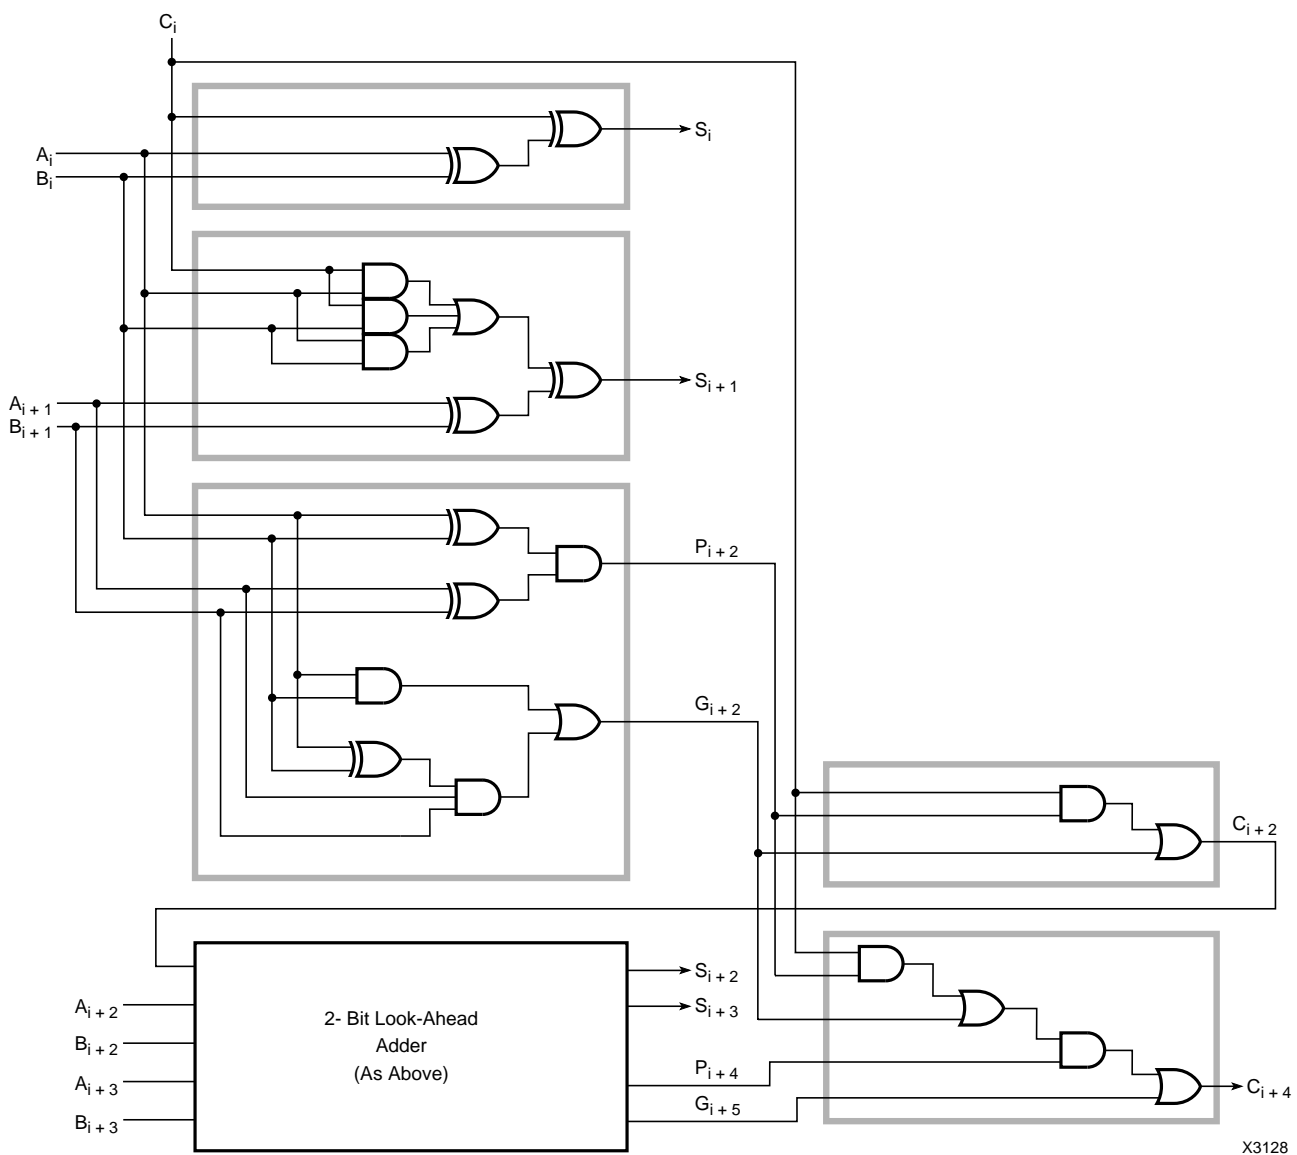 Ci
Ai
Bi
Si
Ai + 1
Bi + 1
Si + 1
Pi + 2
Gi + 2
Ci + 2
2- Bit Look-Ahead
Adder
(As Above)
Ai + 2
Bi + 2
Ai + 3
Bi + 3
Si + 2
Si + 3
Pi + 4
Gi + 5
Ci + 4
X3128